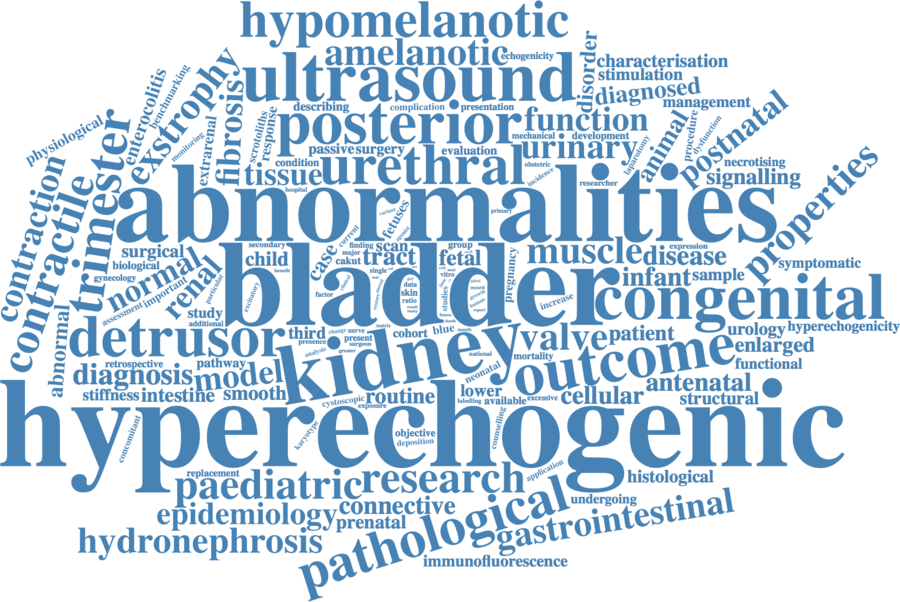 hypomelanotic
amelanotic
echogenicity
disorder
characterisation
ultrasound
stimulation
diagnosed
management
describing
complication
presentation
posterior
function
animal
procedure
dysfunction
postnatal
enterocolitis
benchmarking
exstrophy
physiological
monitoring
extrarenal
fibrosis
scrotoliths
response
passive
surgery
evaluation
mechanical
development
urinary
laparotomy
condition
tissue
urethral
obstetric
incidence
researcher
necrotising
signalling
hospital
contraction
contractile
trimester
abnormalities
variant
fetuses
current
primary
properties
surgical
biological
gynecology
normal
assessment
important
renal
particular
secondary
child
benefit
case
finding
major
scan
cakut
tract
single
group
fetal
pregnancy
muscle
disease
expression
infant
sample
symptomatic
bladder
excitatory
factor
clinical
data
skin
ratio
vitro
studies
growth
increase
congenital
study
additional
abnormal
detrusor
third
change
nerve
presence
present
surgeon
analysis
greater
matrix
cohort
blue
kidney
national
neonatal
valve
mortality
patient
urology
hyperechogenicity
enlarged
functional
outcome
retrospective
pathway
diagnosis
model
stiffness
intestine
smooth
cystoscopic
exposure
routine
lower
labelling
available
excessive
cellular
antenatal
structural
hyperechogenic
concomitant
karyotype
objective
deposition
counselling
replacement
paediatric
research
application
histological
undergoing
epidemiology
connective
prenatal
pathological
gastrointestinal
hydronephrosis
immunofluorescence